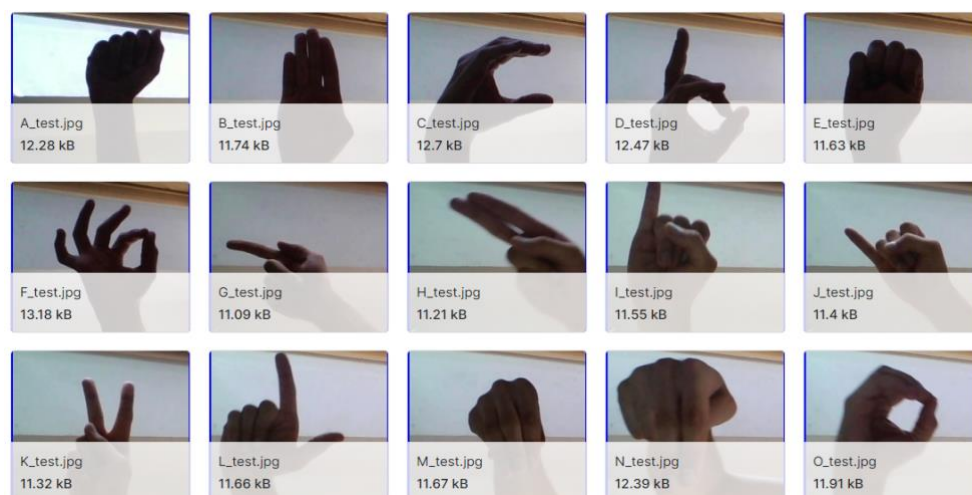 A_test.jpg
12.28 kB
B_test.jpg
11.74 kB
C_test.jpg
12.7 kB
D_test.jpg
12.47 kB
E_test.jpg
11.63 kB
F_test.jpg
13.18 kB
G_test.jpg
11.09 kB
H_test.jpg
11.21 kB
I_test.jpg
11.55 kB
J_test.jpg
11.4 kB
K_test.jpg
11.32 kB
L_test.jpg
11.66 kB
M_test.jpg
11.67 kB
N_test.jpg
12.39 kB
O_test.jpg
11.91 kB